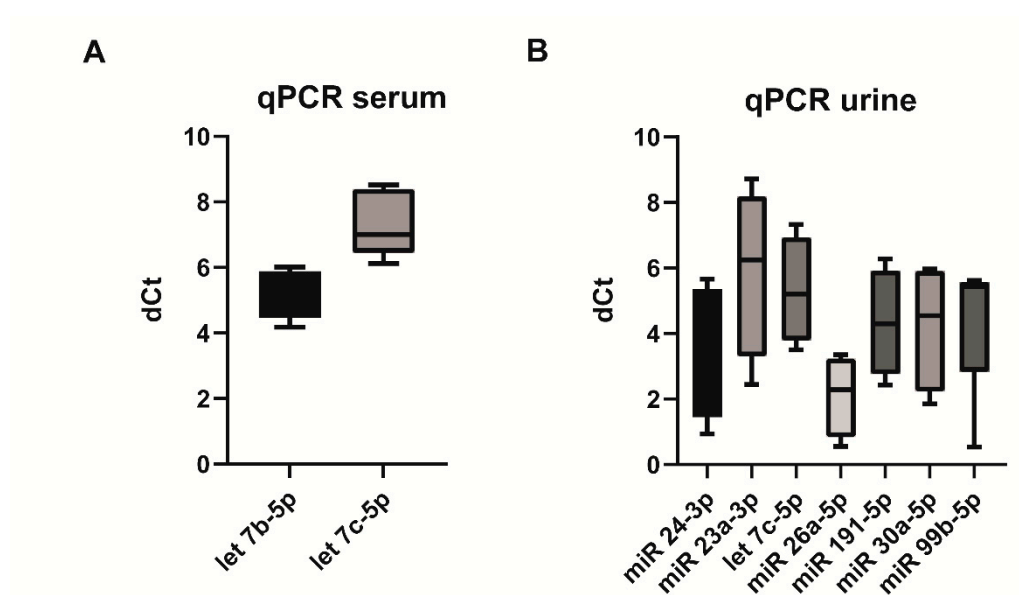 A
qPCR serum
10
8
6
4
2
0
dCt
let 7b-5p
let 7c-5p
B
qPCR urine
10
8
6
4
2
0
dCt
miR 24-3p
miR 23a-3p
let 7c-5p
miR 26a-5p
miR 191-5p
miR 30a-5p
miR 99b-5p